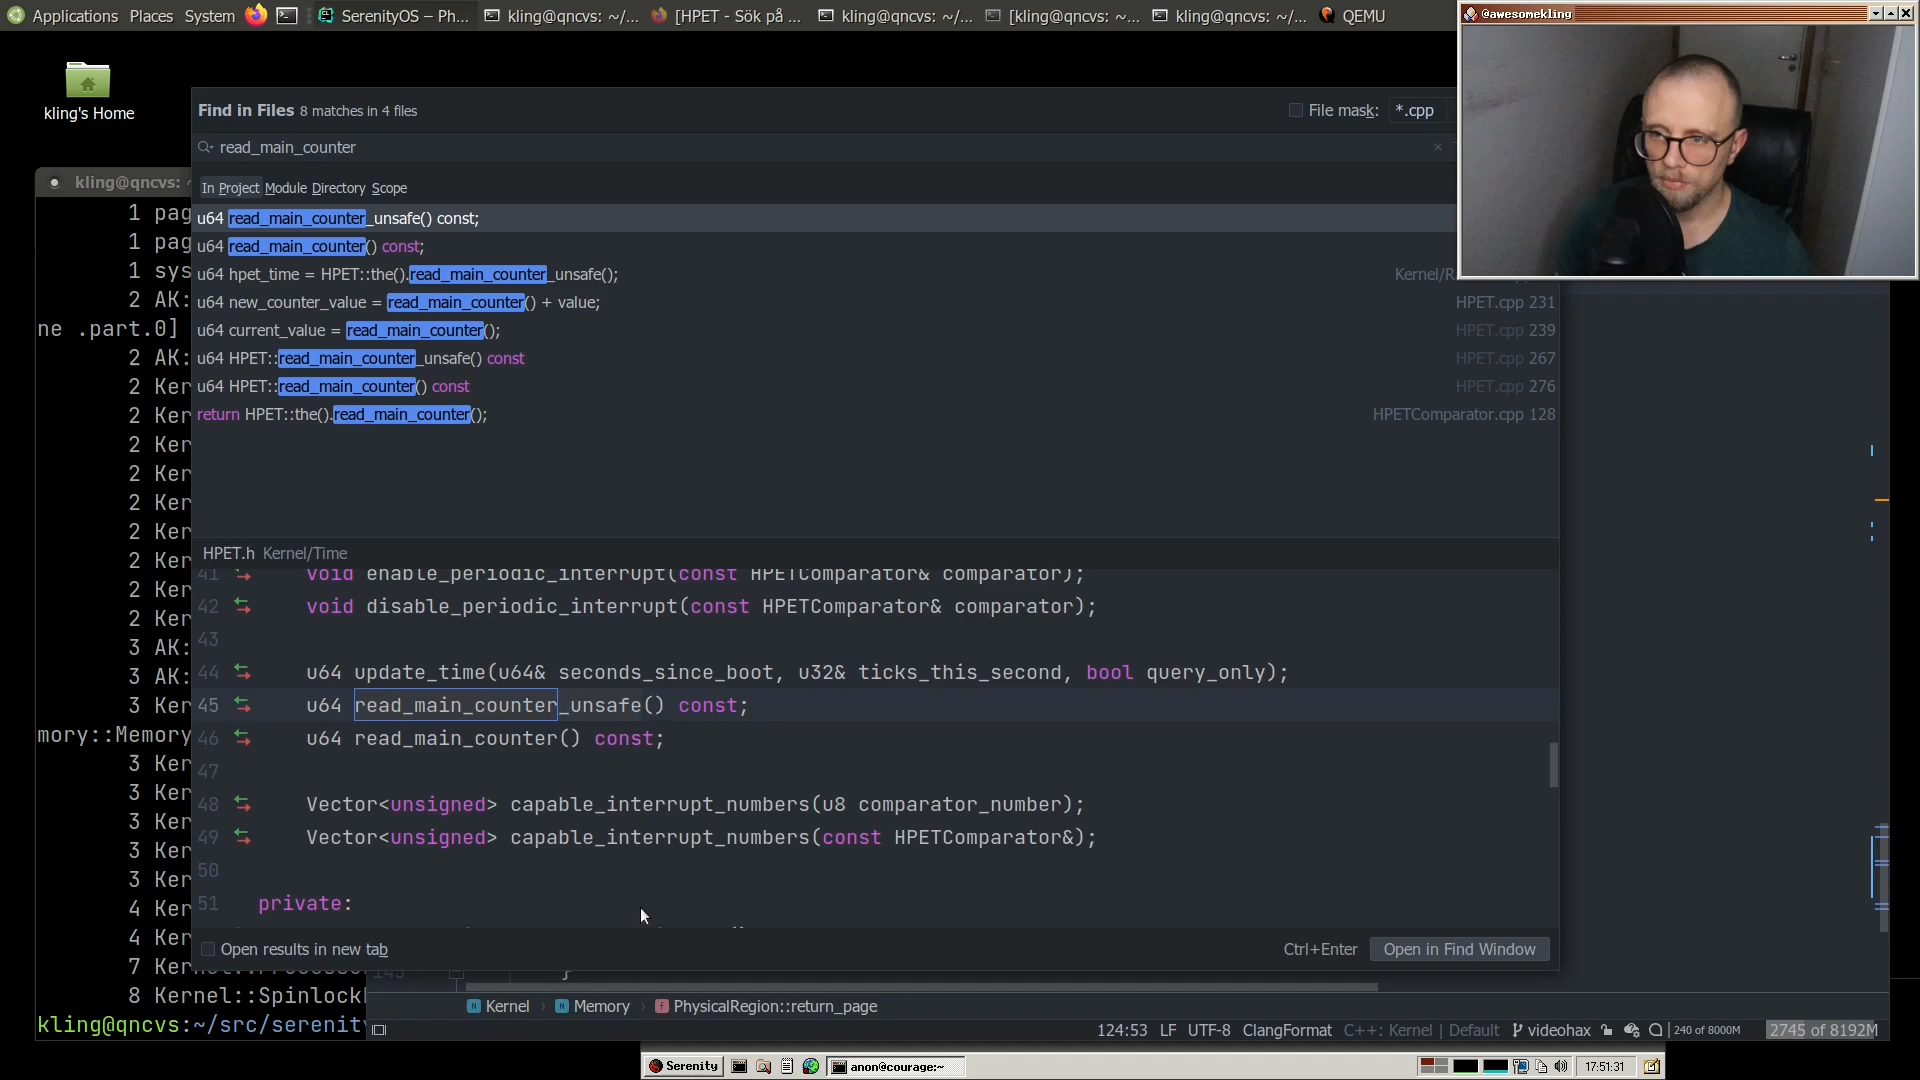 Applications Places System SerenityOS – Ph... kling@qncvs: ~/... [HPET - Sök på ... kling@qncvs: ~/... [kling@qncvs: ~... kling@qncvs: ~/... QEMU
@awesomekling
kling's Home
Find in Files 8 matches in 4 files
File mask: *.cpp
read_main_counter
In Project Module Directory Scope
u64 read_main_counter_unsafe() const;
u64 read_main_counter() const;
u64 hpet_time = HPET::the().read_main_counter_unsafe(); Kernel/R
u64 new_counter_value = read_main_counter() + value; HPET.cpp 231
u64 current_value = read_main_counter(); HPET.cpp 239
u64 HPET::read_main_counter_unsafe() const HPET.cpp 267
u64 HPET::read_main_counter() const HPET.cpp 276
return HPET::the().read_main_counter(); HPETComparator.cpp 128
HPET.h Kernel/Time
41 void enable_periodic_interrupt(const HPETComparator& comparator);
42 void disable_periodic_interrupt(const HPETComparator& comparator);
43
44 u64 update_time(u64& seconds_since_boot, u32& ticks_this_second, bool query_only);
45 u64 read_main_counter_unsafe() const;
46 u64 read_main_counter() const;
47
48 Vector<unsigned> capable_interrupt_numbers(u8 comparator_number);
49 Vector<unsigned> capable_interrupt_numbers(const HPETComparator&);
50
51 private:
Open results in new tab
Ctrl+Enter Open in Find Window
kling@qncvs:
1 pag
1 pag
1 sys
2 AK:
ne .part.0]
2 AK:
2 Ker
2 Ker
2 Ker
2 Ker
2 Ker
2 Ker
2 Ker
2 Ker
2 Ker
3 AK:
3 AK:
3 Ker
mory::Memory
3 Ker
3 Ker
3 Ker
3 Ker
3 Ker
4 Ker
4 Ker
7
8 Kernel::Spinlock
kling@qncvs:~/src/serenity
}
Kernel Memory PhysicalRegion::return_page
124:53 LF UTF-8 ClangFormat C++: Kernel | Default videohax 240 of 8000M 2745 of 8192M
Serenity anon@courage:~ 17:51:31